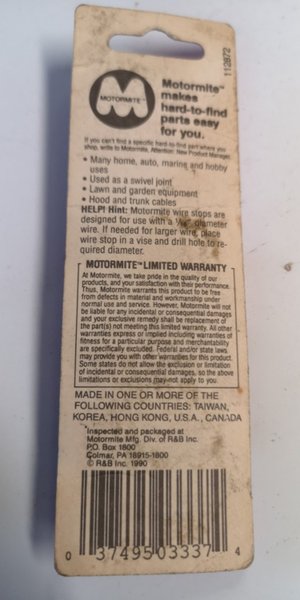 112872
MOTORMITE™
Motormite™
makes
hard-to-find
parts easy
for you.
If you can't find a specific hard-to-find part where you
shop, write to Motormite, Attention: New Product Manager.
• Many home, auto, marine and hobby
uses
• Used as a swivel joint
• Lawn and garden equipment
• Hood and trunk cables
HELP! Hint: Motormite wire stops are
designed for use with a diameter
wire. If needed for larger wire, place
wire stop in a vise and drill hole to re-
quired diameter.
MOTORMITE™ LIMITED WARRANTY
At Motormite, we take pride in the quality of our
products, and your satisfaction with their performance.
Thus, Motormite warrants this product to be free
from defects in material and workmanship under
normal use and service. However, Motormite will not
be liable for any incidental or consequential damages
and your exclusive remedy shall be replacement of
the part(s) not meeting this limited warranty. All other
warranties express or implied including warranties of
fitness for a particular purpose and merchantability
are specifically excluded. Federal and/or state laws,
may provide you with other warranties for this product.
Some states do not allow the exclusion or limitation
of incidental or consequential damages, so the above
limitations or exclusions may not apply to you.
MADE IN ONE OR MORE OF THE
FOLLOWING COUNTRIES: TAIWAN,
KOREA, HONG KONG, U.S.A., CANADA
Inspected and packaged at
Motormite Mfg. Div. of R&B Inc.
P.O. Box 1800
Colmar, PA 18915-1800
© R&B Inc. 1990
0 37495 03337 4